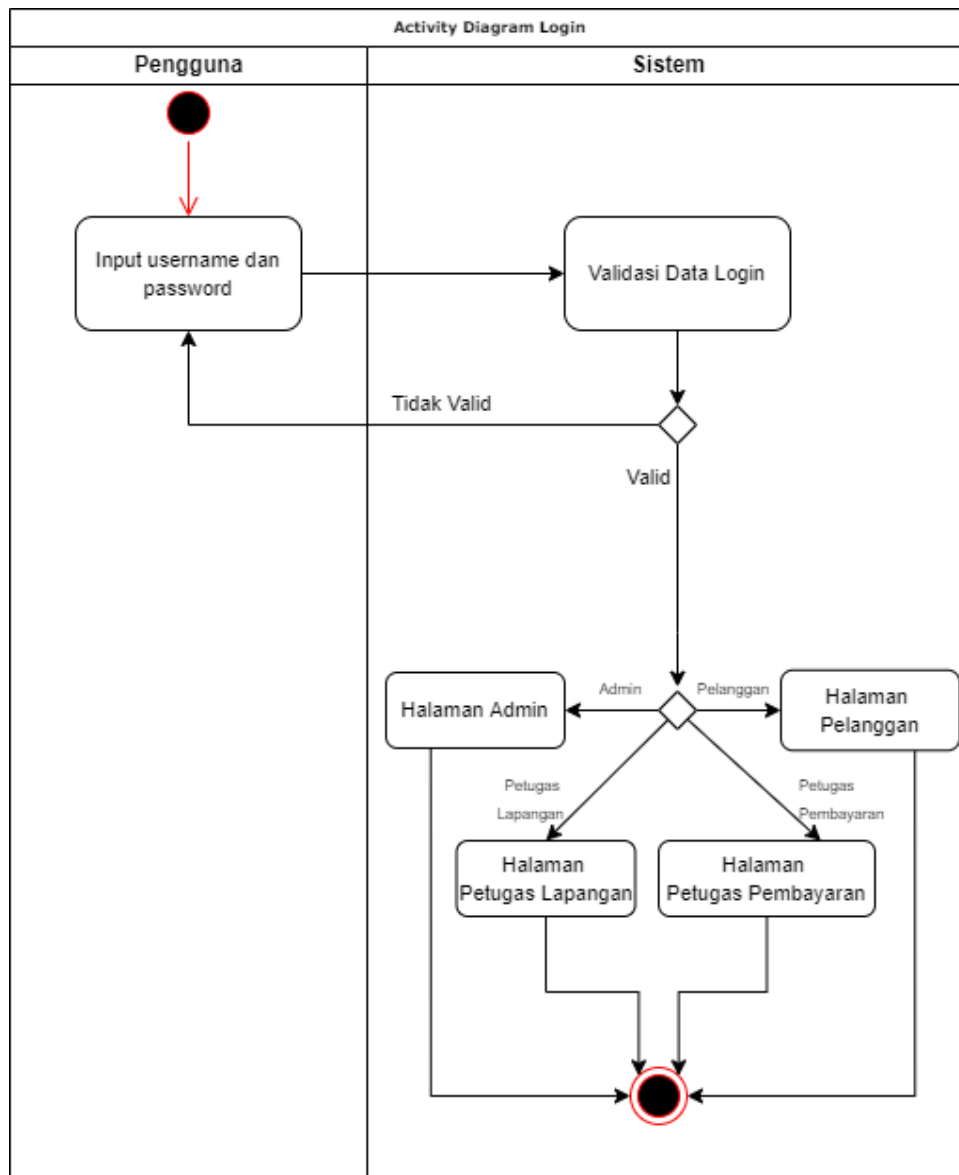 Activity Diagram Login
Pengguna
Sistem
Input username dan
password
Validasi Data Login
Tidak Valid
Valid
Admin
Pelanggan
Halaman Admin
Halaman
Pelanggan
Petugas
Lapangan
Petugas
Pembayaran
Halaman
Petugas Lapangan
Halaman
Petugas Pembayaran